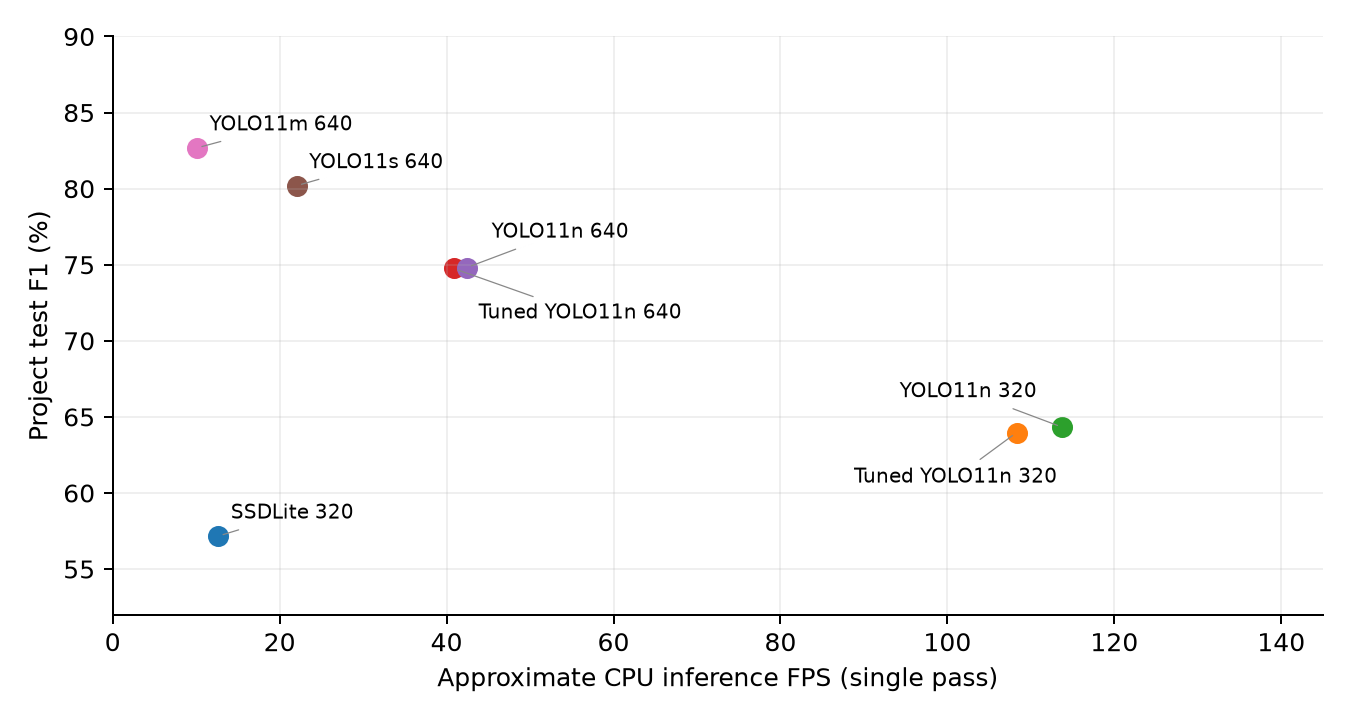 90
85
80
75
70
65
60
55
Project test F1 (%)
YOLO11m 640
YOLO11s 640
YOLO11n 640
Tuned YOLO11n 640
YOLO11n 320
Tuned YOLO11n 320
SSDLite 320
0 20 40 60 80 100 120 140
Approximate CPU inference FPS (single pass)